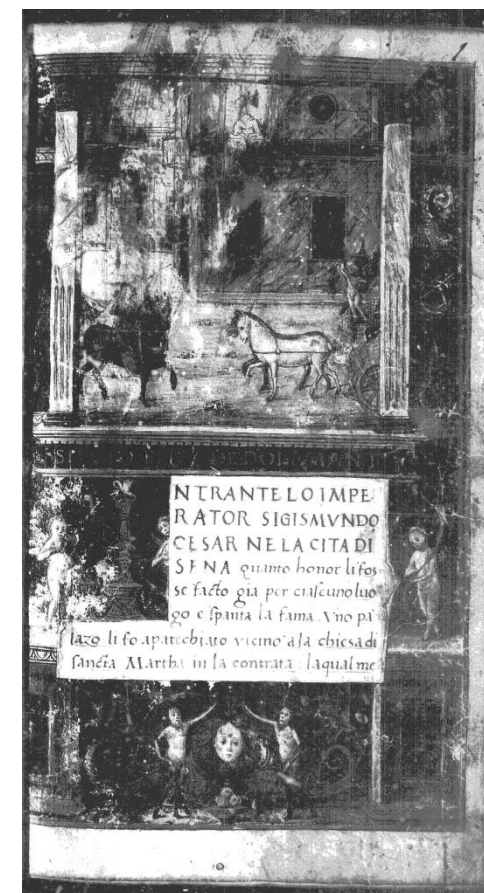 NTRANTE LO IMPE
RATOR SIGISMVNDO
CESAR NE LA CITA DI
SENA quanto honor li fos
se facto gia per ciascuno luo
go e spanta la fama. Vno pa
lazo li fo aparechiato vicino a la chiesa di
sancta Martha in la contrata: laqual me